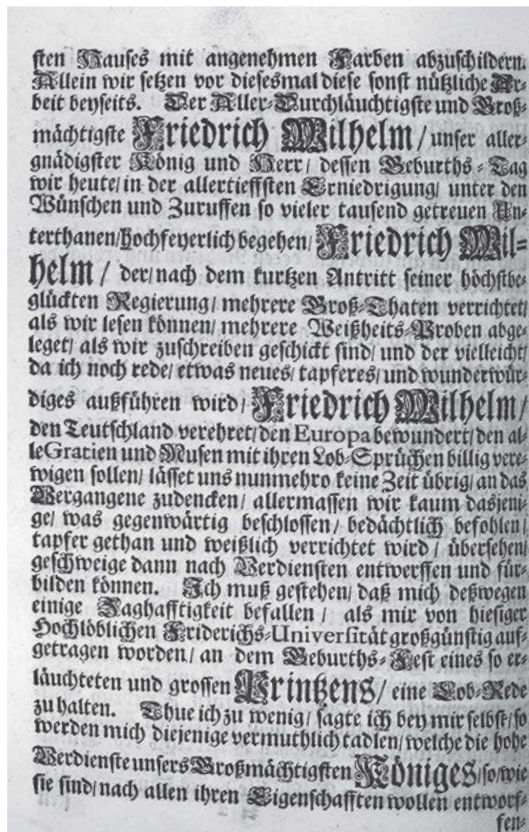 sten Hauses mit angenehmen Farben abzuschildern.
Allein wir setzen vor diesesmal diese sonst nützliche Ar-
beit beyseits. Der Aller-Durchläuchtigste und Groß-
mächtigste Friedrich Wilhelm / unser aller-
gnädigster König und Herr / dessen Geburths-Tag
wir heute / in der allertieffsten Erniedrigung / unter den
Wünschen und Zuruffen so vieler tausend getreuen Un-
terthanen / hochfeyerlich begehen / Friedrich Wil-
helm / der / nach dem kurtzen Antritt seiner höchstbe-
glückten Regierung / mehrere Groß-Thaten verrichtet /
als wir lesen können / mehrere Weißheits-Proben abge-
leget / als wir zuschreiben geschickt sind / und der vielleicht /
da ich noch rede / etwas neues / tapferes / und wunderwür-
diges außführen wird / Friedrich Wilhelm /
den Teutschland verehret / den Europa bewundert / den al-
le Gratien und Musen mit ihren Lob-Sprüchen billig vere-
wigen sollen / lässet uns nunmehro keine Zeit übrig / an das
Vergangene zudencken / allermassen wir kaum dasjeni-
ge / was gegenwärtig beschlossen / bedächtlich befohlen /
tapfer gethan und weißlich verrichtet wird / übersehen /
geschweige dann nach Verdiensten entwerffen und für-
bilden können. Ich muß gestehen / daß mich deßwegen
einige Zaghafftigkeit befallen / als mir von hiesiger
Hochlöblichen Friderichs-Universität großgünstig auf-
getragen worden / an dem Geburths-Fest eines so er-
läuchteten und grossen Printzens / eine Lob-Rede
zu halten. Thue ich zu wenig / sagte ich bey mir selbst / so
werden mich diejenige vermuthlich tadlen / welche die hohe
Verdienste unsers Großmächtigsten Königes / so / wie
sie sind / nach allen ihren Eigenschafften wollen entworf-
fen-